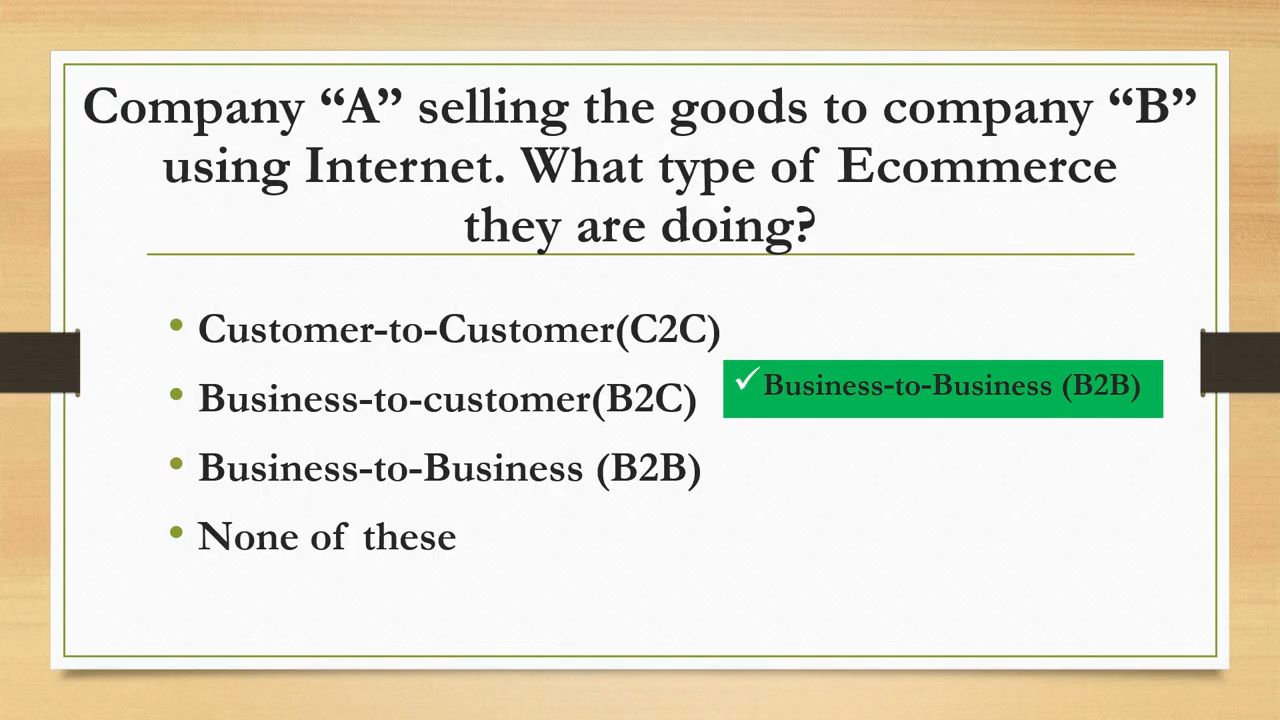 Company “A” selling the goods to company “B”
using Internet. What type of Ecommerce
they are doing?
• Customer-to-Customer(C2C)
• Business-to-customer(B2C)
✓Business-to-Business (B2B)
• Business-to-Business (B2B)
• None of these